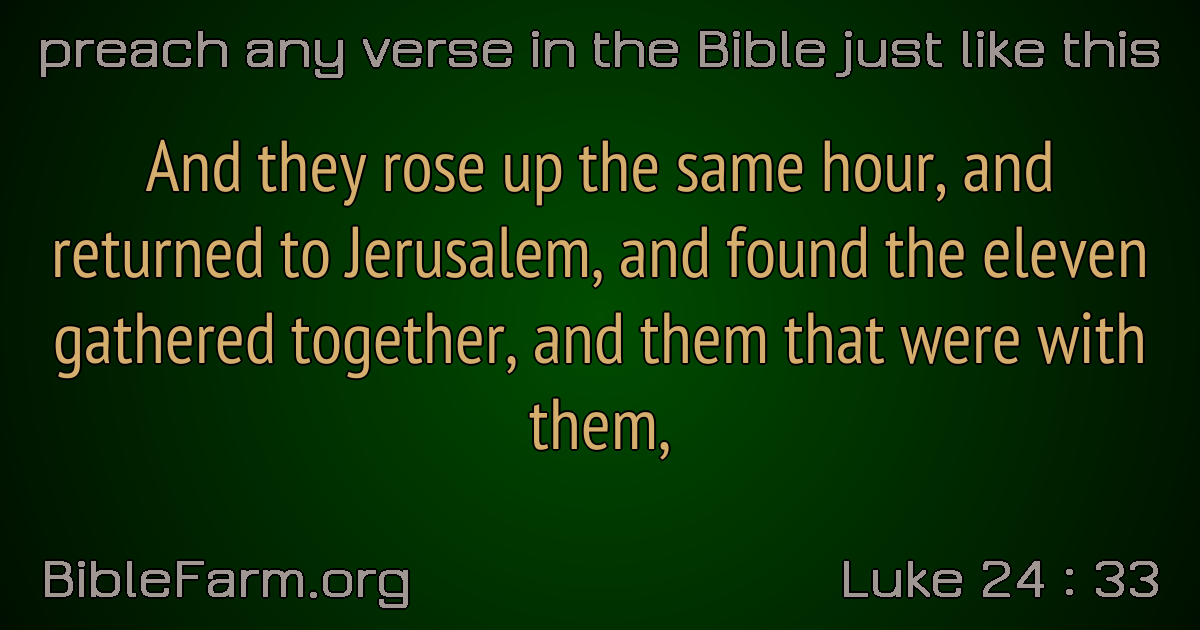 preach any verse in the Bible just like this
And they rose up the same hour, and
returned to Jerusalem, and found the eleven
gathered together, and them that were with
them,
BibleFarm.org
Luke 24 : 33